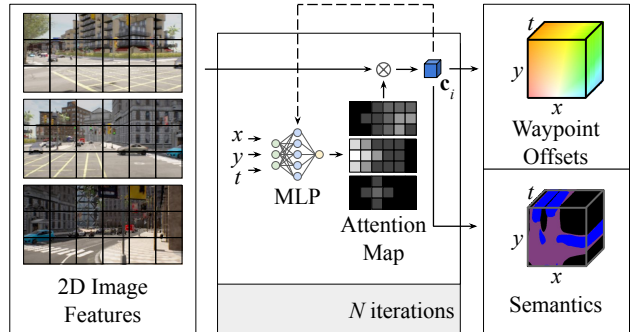 2D Image
Features
x
y
t
MLP
Attention
Map
c_i
N iterations
t
y
x
Waypoint
Offsets
t
y
x
Semantics